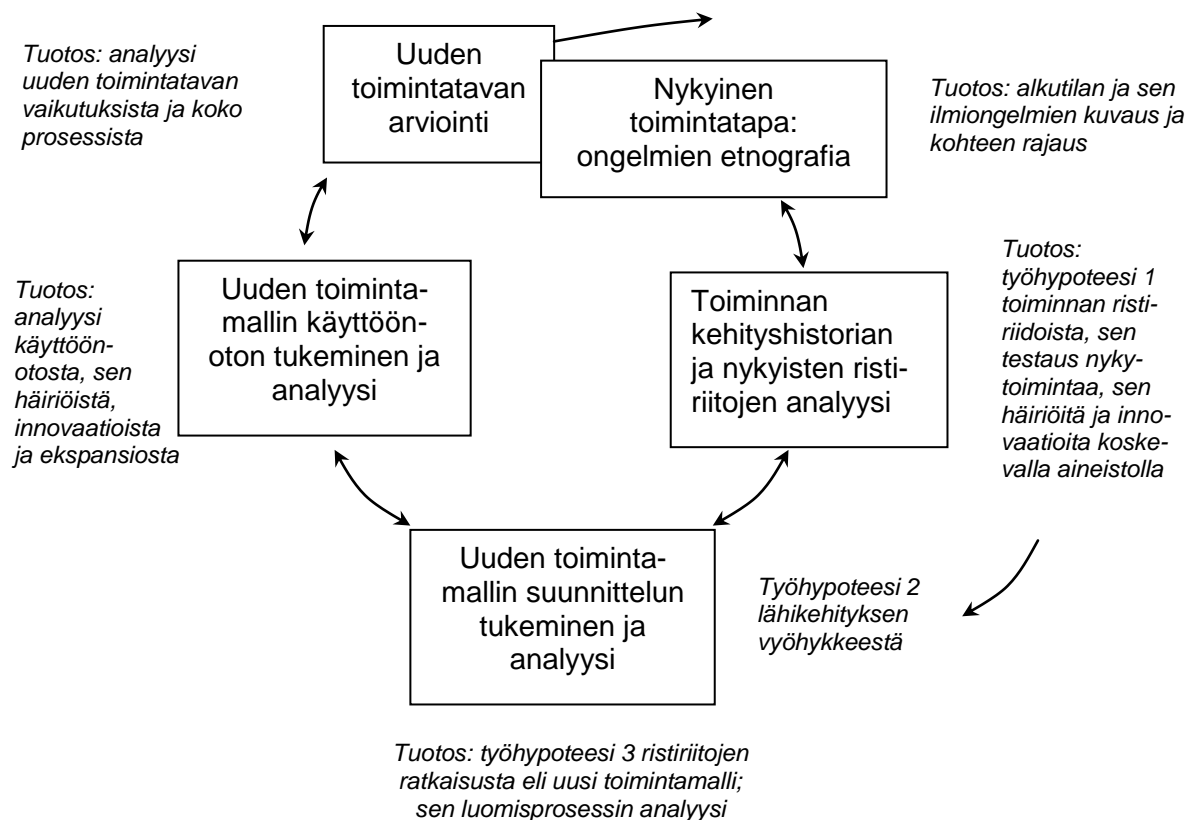 Tuotos: analyysi
uuden toimintatavan
vaikutuksista ja koko
prosessista
Uuden
toimintatavan
arviointi
Nykyinen
toimintatapa:
ongelmien etnografia
Tuotos: alkutilan ja sen
ilmiongelmien kuvaus ja
kohteen rajaus
Tuotos:
analyysi
käyttöön-
otosta, sen
häiriöistä,
innovaatioista
ja ekspansiosta
Uuden toiminta-
mallin käyttöön-
oton tukeminen ja
analyysi
Toiminnan
kehityshistorian
ja nykyisten risti-
riitojen analyysi
Tuotos:
työhypoteesi 1
toiminnan risti-
riidoista, sen
testaus nyky-
toimintaa, sen
häiriöitä ja inno-
vaatioita koske-
valla aineistolla
Uuden toiminta-
mallin suunnittelun
tukeminen ja
analyysi
Työhypoteesi 2
lähikehityksen
vyöhykkeestä
Tuotos: työhypoteesi 3 ristiriitojen
ratkaisusta eli uusi toimintamalli;
sen luomisprosessin analyysi